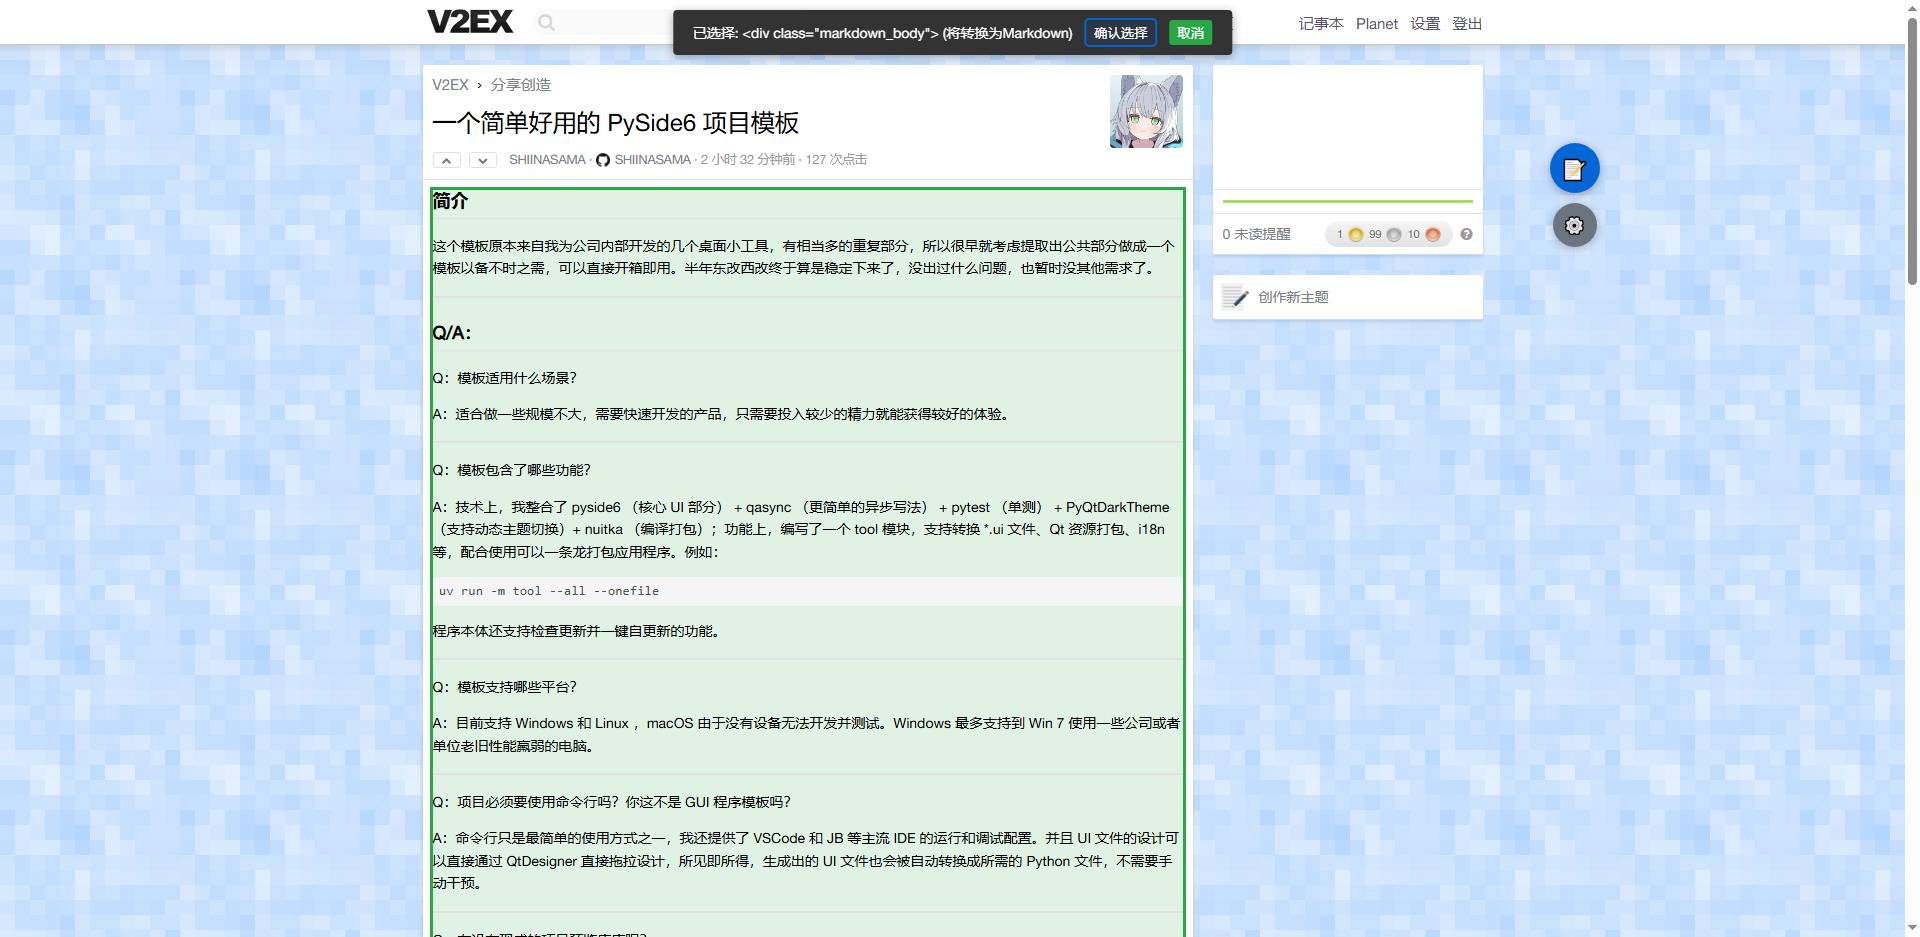 V2EX
已选择: <div class="markdown_body"> (将转换为Markdown) 确认选择 取消
记事本 Planet 设置 登出
V2EX › 分享创造
一个简单好用的 PySide6 项目模板
SHIINASAMA · SHIINASAMA · 2 小时 32 分钟前 · 127 次点击
简介
这个模板原本来自我为公司内部开发的几个桌面小工具，有相当多的重复部分，所以很早就考虑提取出公共部分做成一个
模板以备不时之需，可以直接开箱即用。半年东改西改终于算是稳定下来了，没出过什么问题，也暂时没其他需求了。
Q/A：
Q：模板适用什么场景？
A：适合做一些规模不大，需要快速开发的产品，只需要投入较少的精力就能获得较好的体验。
Q：模板包含了哪些功能？
A：技术上，我整合了 pyside6 （核心 UI 部分） + qasync （更简单的异步写法） + pytest （单测） + PyQtDarkTheme
（支持动态主题切换）+ nuitka （编译打包）；功能上，编写了一个 tool 模块，支持转换 *.ui 文件、Qt 资源打包、i18n
等，配合使用可以一条龙打包应用程序。例如：
uv run -m tool --all --onefile
程序本体还支持检查更新并一键自更新的功能。
Q：模板支持哪些平台？
A：目前支持 Windows 和 Linux ，macOS 由于没有设备无法开发并测试。Windows 最多支持到 Win 7 使用一些公司或者
单位老旧性能羸弱的电脑。
Q：项目必须要使用命令行吗？你这不是 GUI 程序模板吗？
A：命令行只是最简单的使用方式之一，我还提供了 VSCode 和 JB 等主流 IDE 的运行和调试配置。并且 UI 文件的设计可
以直接通过 QtDesigner 直接拖拉设计，所见即所得，生成出的 UI 文件也会被自动转换成所需的 Python 文件，不需要手
动干预。
0 未读提醒 1 99 10
创作新主题